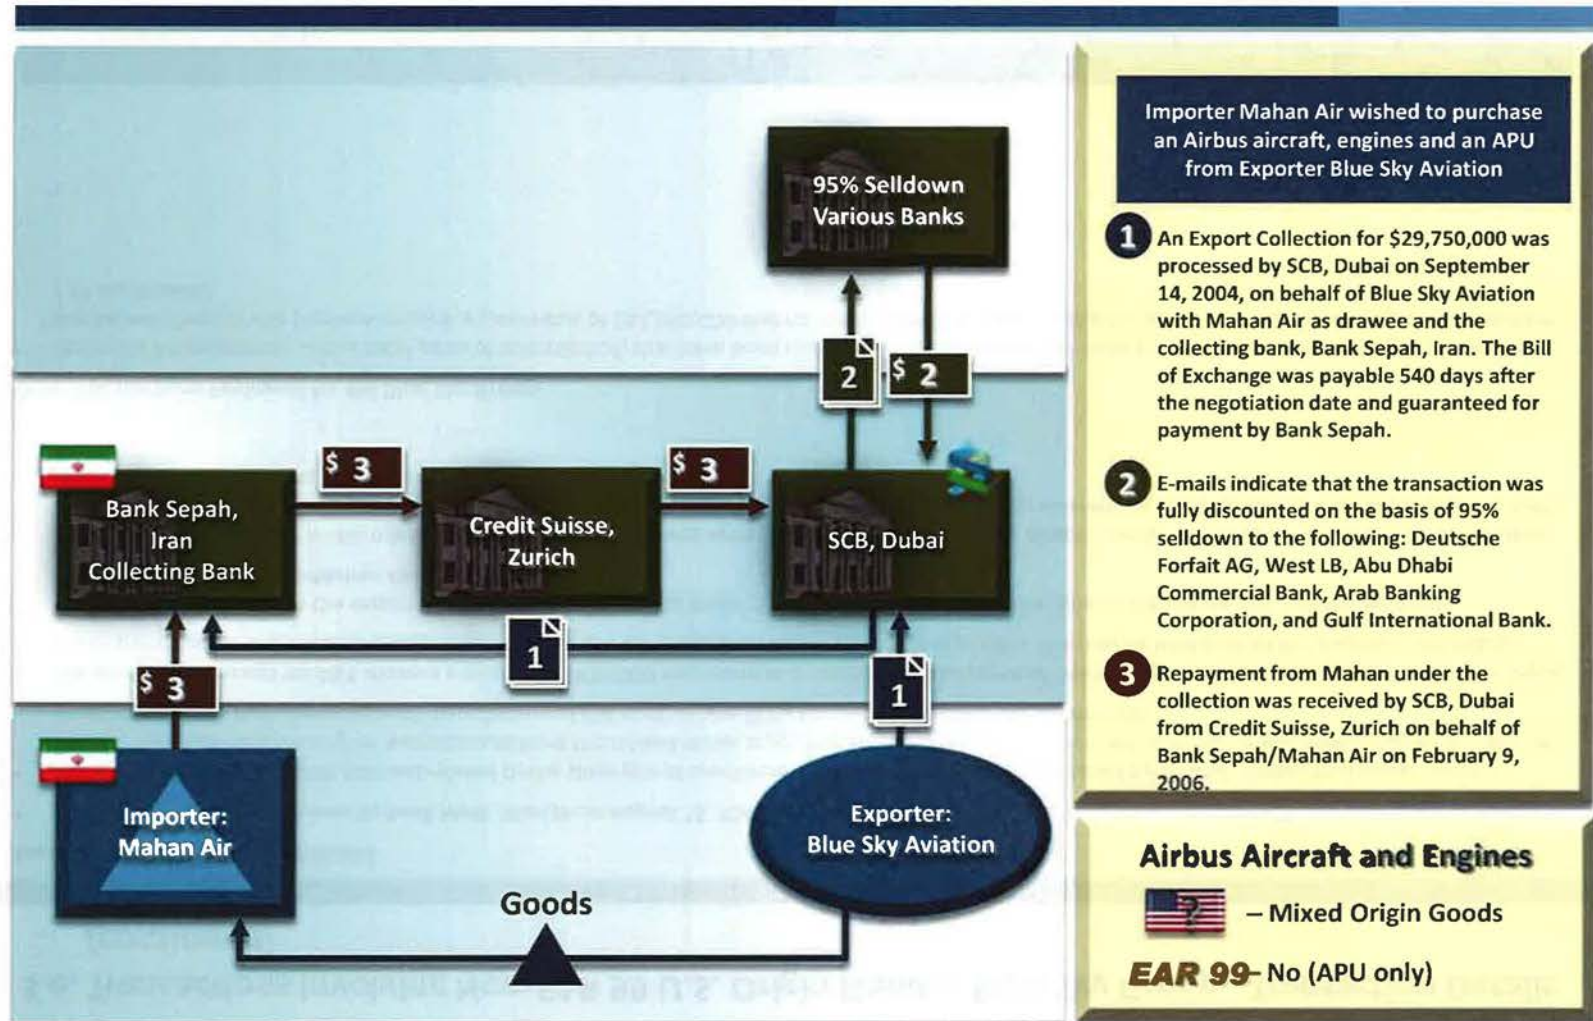 95% Selldown
Various Banks
2
$ 2
Bank Sepah,
Iran
Collecting Bank
$ 3
Credit Suisse,
Zurich
$ 3
SCB, Dubai
1
1
$ 3
Importer:
Mahan Air
Exporter:
Blue Sky Aviation
Goods
Importer Mahan Air wished to purchase
an Airbus aircraft, engines and an APU
from Exporter Blue Sky Aviation
1 An Export Collection for $29,750,000 was
processed by SCB, Dubai on September
14, 2004, on behalf of Blue Sky Aviation
with Mahan Air as drawee and the
collecting bank, Bank Sepah, Iran. The Bill
of Exchange was payable 540 days after
the negotiation date and guaranteed for
payment by Bank Sepah.
2 E-mails indicate that the transaction was
fully discounted on the basis of 95%
selldown to the following: Deutsche
Forfait AG, West LB, Abu Dhabi
Commercial Bank, Arab Banking
Corporation, and Gulf International Bank.
3 Repayment from Mahan under the
collection was received by SCB, Dubai
from Credit Suisse, Zurich on behalf of
Bank Sepah/Mahan Air on February 9,
2006.
Airbus Aircraft and Engines
? – Mixed Origin Goods
EAR 99– No (APU only)